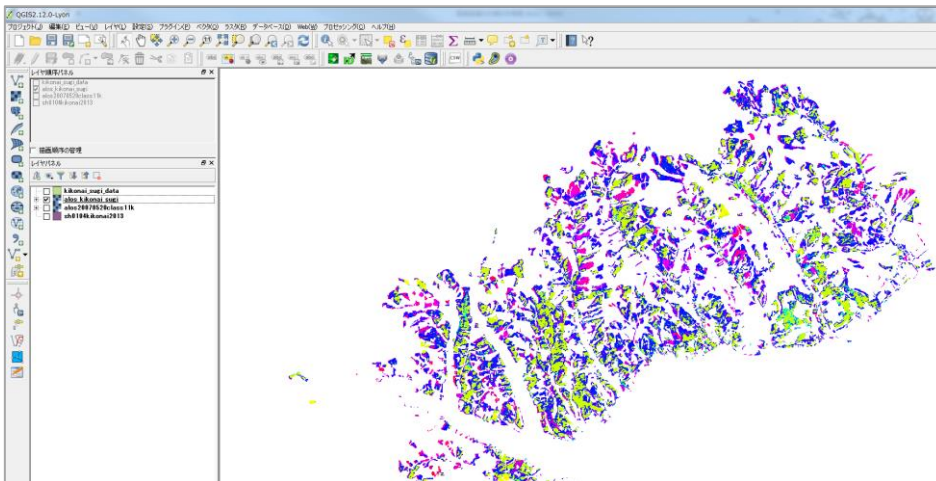 QGIS2.12.0-Lyon
プロジェクト(J) 編集(E) ビュー(V) レイヤ(L) 設定(S) プラグイン(P) ベクタ(O) ラスタ(R) データベース(D) Web(W) プロセッシング(C) ヘルプ(H)
レイヤ順序パネル
kikonai_sugi_data
alos_kikonai_sugi
alos20070520class11k
sh0104kikonai2013
描画順序の管理
レイヤパネル
kikonai_sugi_data
alos_kikonai_sugi
alos20070520class11k
sh0104kikonai2013